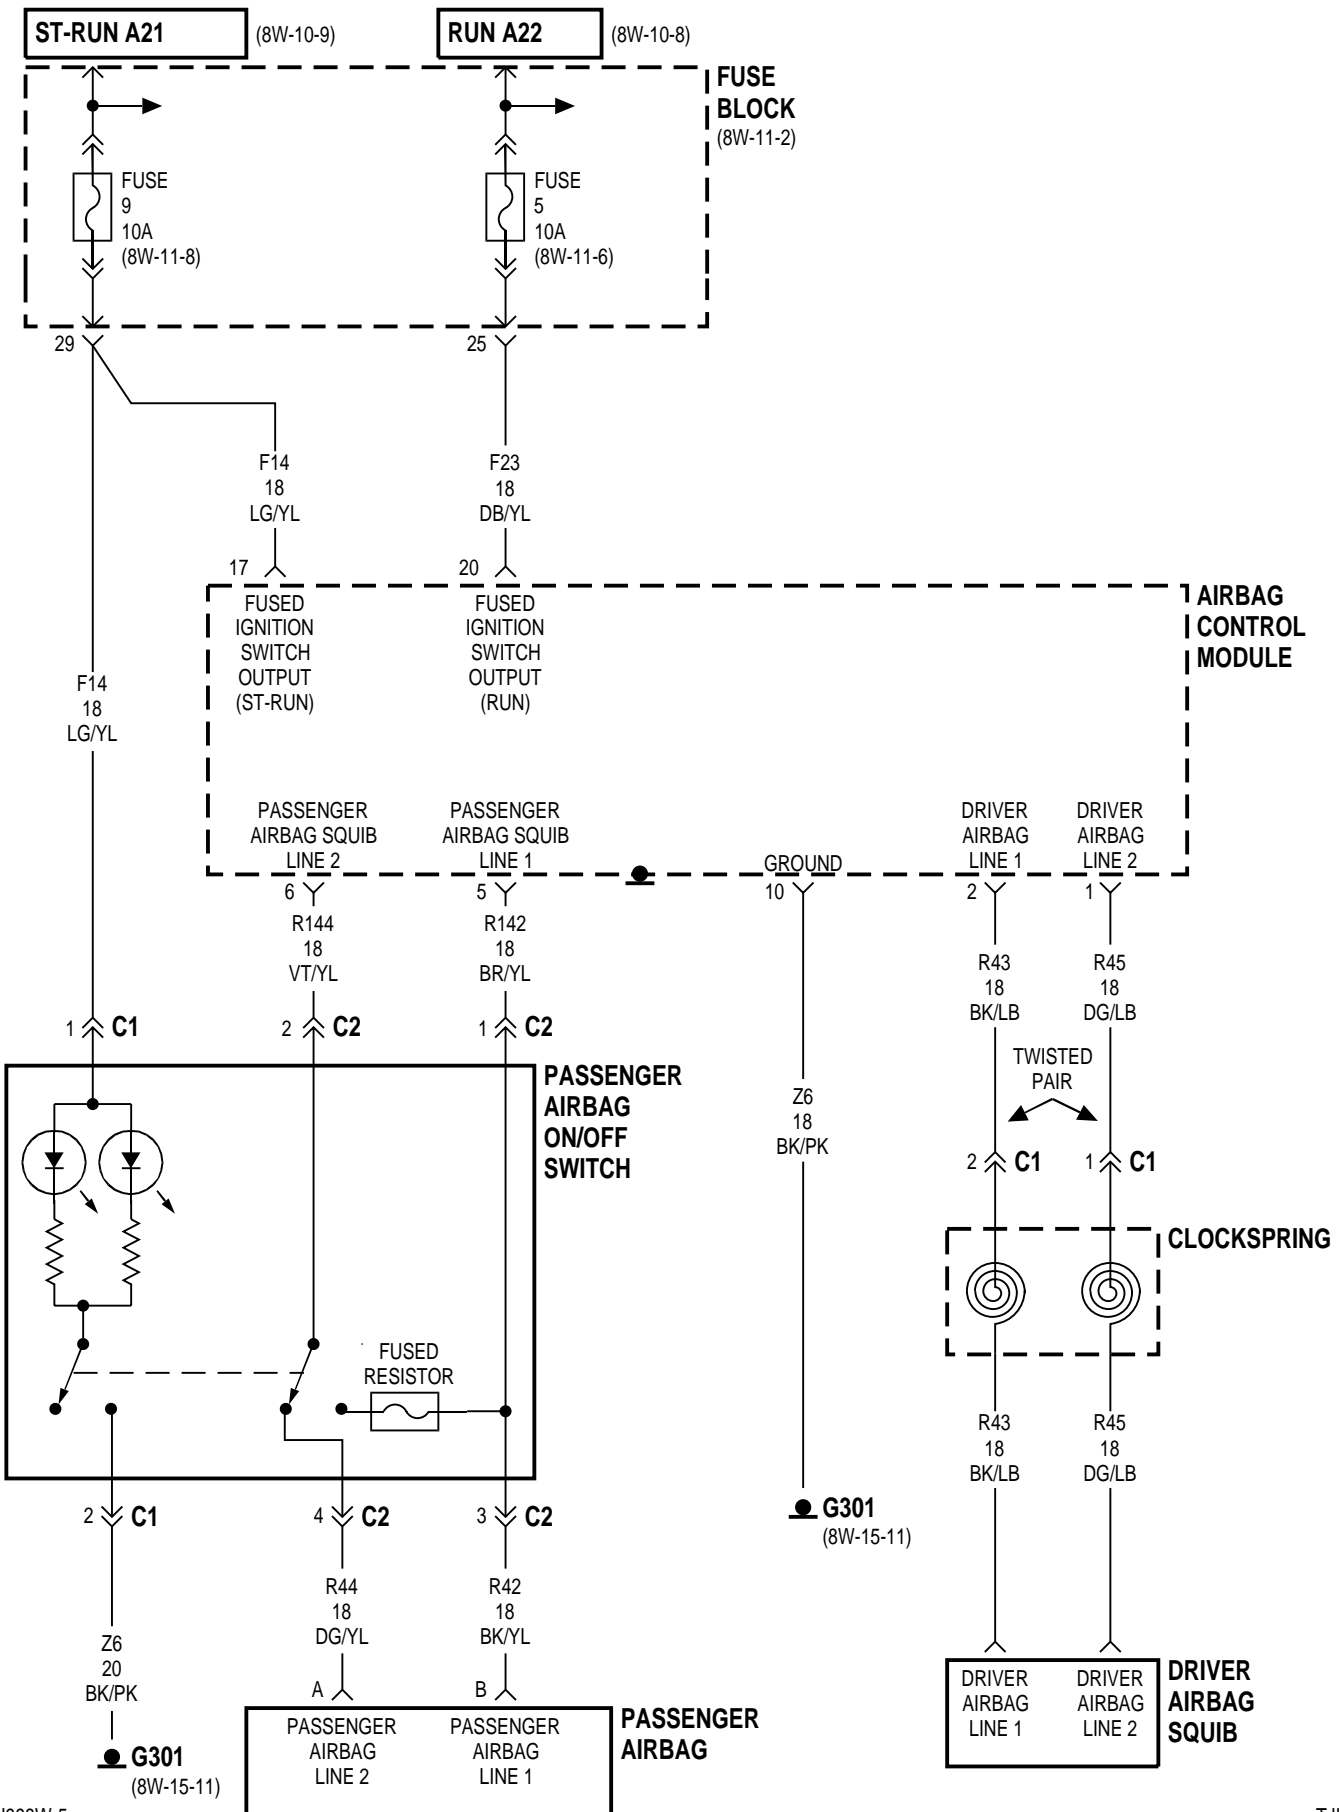 ST-RUN A21
(8W-10-9)
RUN A22
(8W-10-8)
FUSE
BLOCK
(8W-11-2)
FUSE
9
10A
(8W-11-8)
FUSE
5
10A
(8W-11-6)
29
25
F14
18
LG/YL
F23
18
DB/YL
17
20
FUSED
IGNITION
SWITCH
OUTPUT
(ST-RUN)
FUSED
IGNITION
SWITCH
OUTPUT
(RUN)
AIRBAG
CONTROL
MODULE
F14
18
LG/YL
PASSENGER
AIRBAG SQUIB
LINE 2
PASSENGER
AIRBAG SQUIB
LINE 1
GROUND
DRIVER
AIRBAG
LINE 1
DRIVER
AIRBAG
LINE 2
6
5
10
2
1
R144
18
VT/YL
R142
18
BR/YL
R43
18
BK/LB
R45
18
DG/LB
1 C1
2 C2
1 C2
TWISTED
PAIR
PASSENGER
AIRBAG
ON/OFF
SWITCH
Z6
18
BK/PK
2 C1
1 C1
CLOCKSPRING
FUSED
RESISTOR
R43
18
BK/LB
R45
18
DG/LB
2 C1
4 C2
3 C2
G301
(8W-15-11)
R44
18
DG/YL
R42
18
BK/YL
Z6
20
BK/PK
A
B
G301
(8W-15-11)
PASSENGER
AIRBAG
LINE 2
PASSENGER
AIRBAG
LINE 1
PASSENGER
AIRBAG
DRIVER
AIRBAG
LINE 1
DRIVER
AIRBAG
LINE 2
DRIVER
AIRBAG
SQUIB